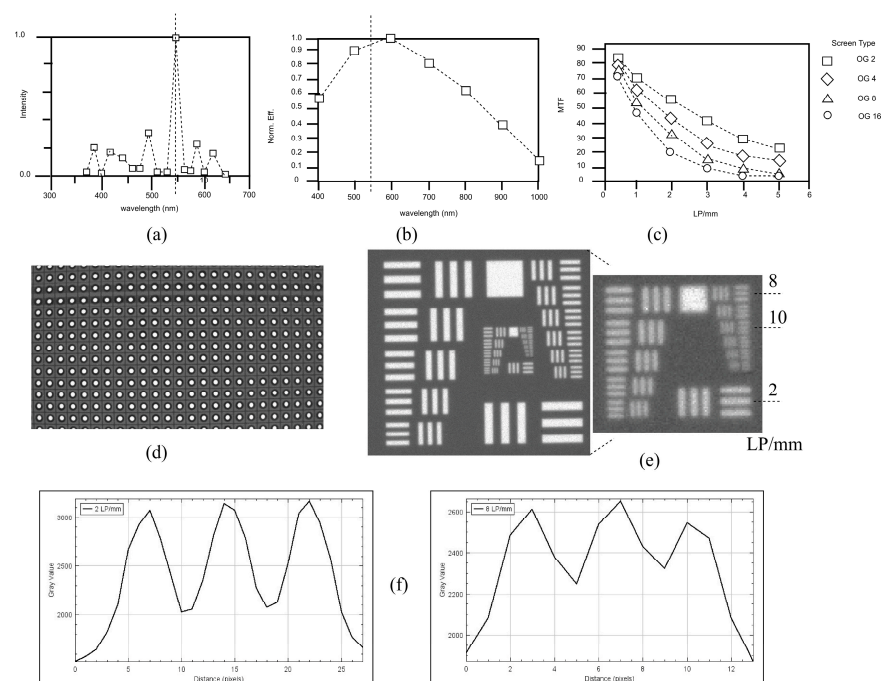 1.0
Intensity
0.0
300 400 500 600 700
wavelength (nm)
(a)
1.0
0.9
0.8
0.7
0.6
0.5
0.4
0.3
0.2
0.1
0
Norm. Eff.
400 500 600 700 800 900 1000
wavelength (nm)
(b)
90
80
70
60
50
40
30
20
10
0
MTF
0 1 2 3 4 5 6
LP/mm
(c)
Screen Type
OG 2
OG 4
OG 8
OG 16
(d)
8
10
2
LP/mm
(e)
2 LP/mm
3000
2500
2000
Gray Value
0 5 10 15 20 25
Distance (pixels)
(f)
8 LP/mm
2600
2400
2200
2000
Gray Value
0 2 4 6 8 10 12
Distance (pixels)